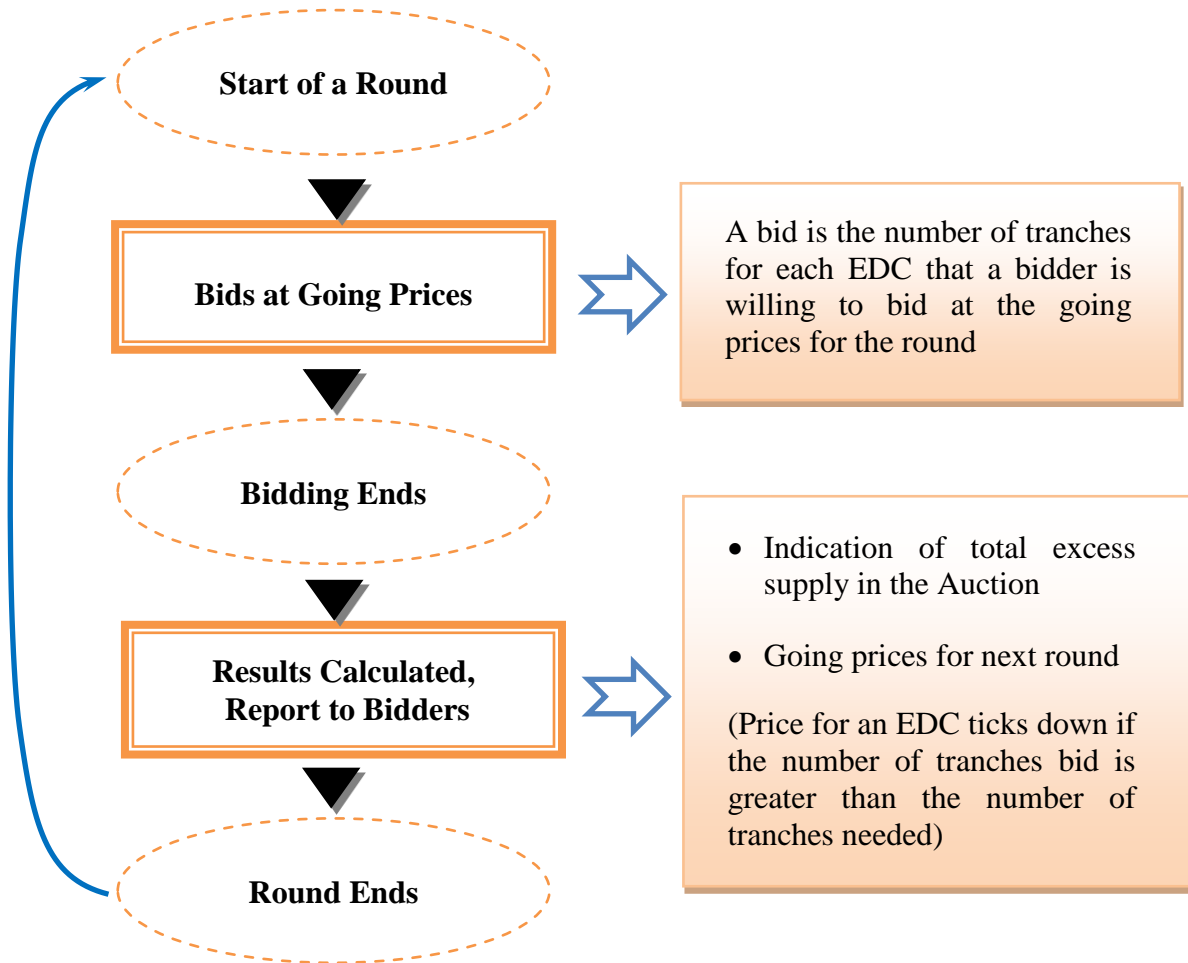 Start of a Round
Bids at Going Prices
A bid is the number of tranches
for each EDC that a bidder is
willing to bid at the going
prices for the round
Bidding Ends
Results Calculated,
Report to Bidders
• Indication of total excess
supply in the Auction
• Going prices for next round
(Price for an EDC ticks down if
the number of tranches bid is
greater than the number of
tranches needed)
Round Ends